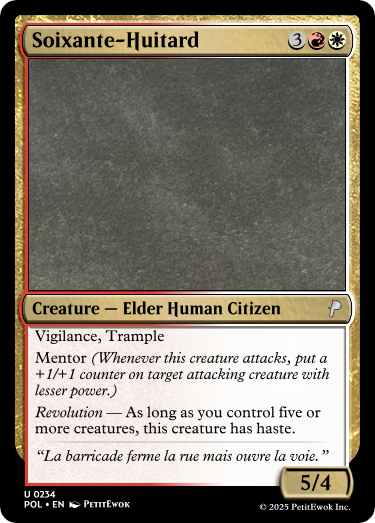 Soixante-Huitard 3
Creature — Elder Human Citizen
Vigilance, Trample
Mentor (Whenever this creature attacks, put a
+1/+1 counter on target attacking creature with
lesser power.)
Revolution — As long as you control five or
more creatures, this creature has haste.
“La barricade ferme la rue mais ouvre la voie.”
5/4
U 0234
POL • EN PetitEwok
© 2025 PetitEwok Inc.